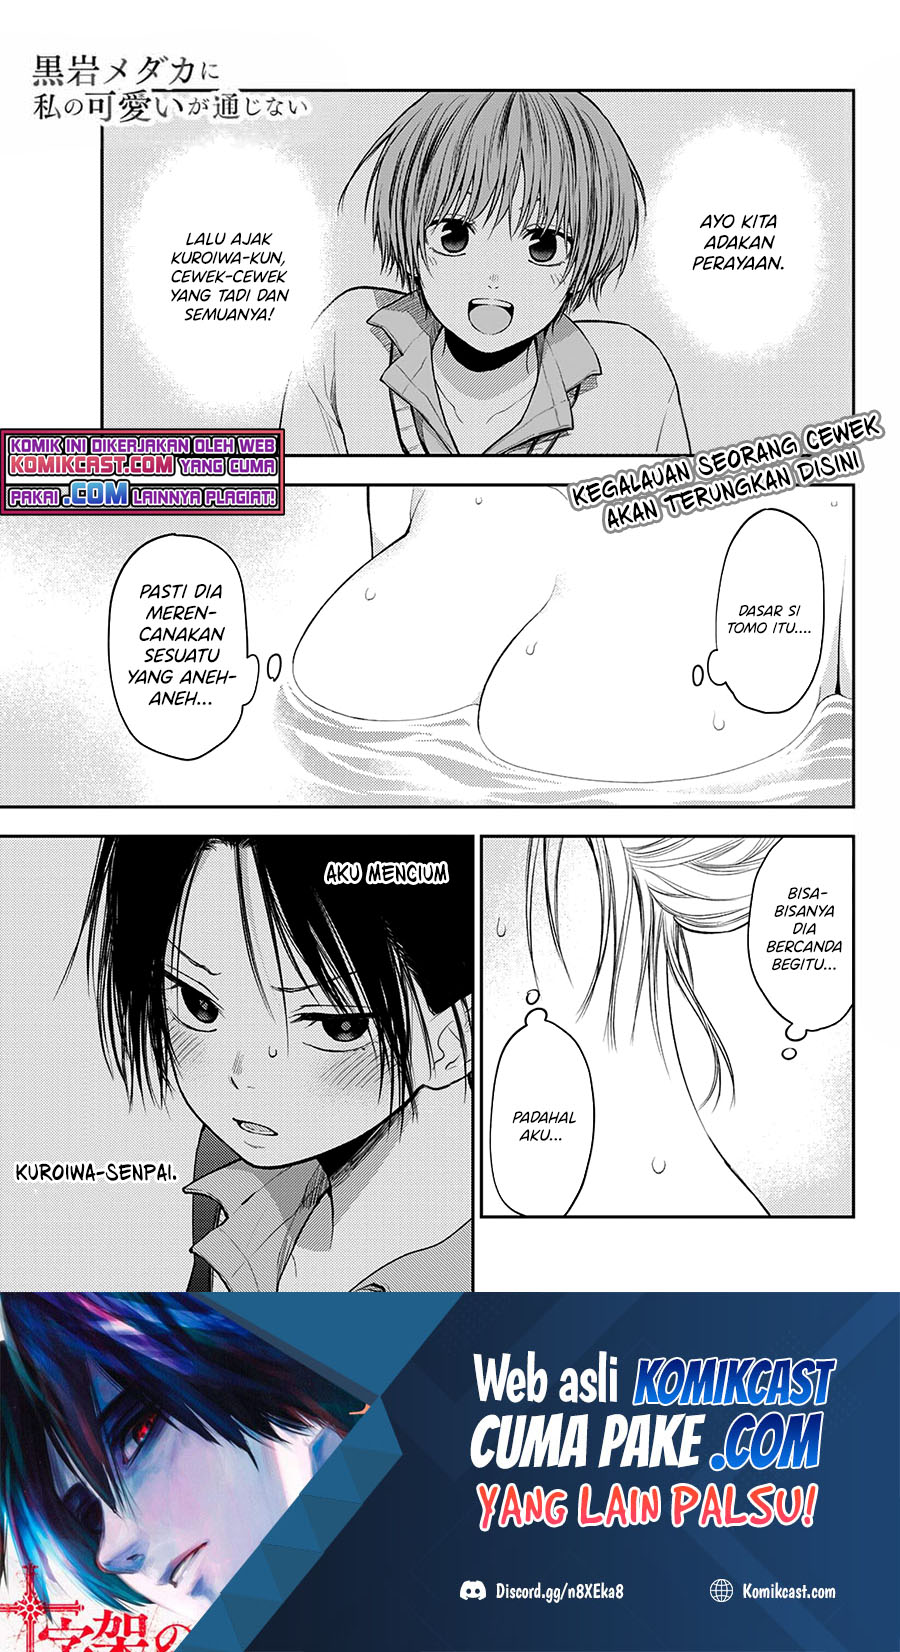 黒岩メダカに
私の可愛いが通じない
AYO KITA
ADAKAN
PERAYAAN.
LALU AJAK
KUROIWA-KUN,
CEWEK-CEWEK
YANG TADI DAN
SEMUANYA!
KOMIK INI DIKERJAKAN OLEH WEB
KOMIKCAST.COM YANG CUMA
PAKAI .COM LAINNYA PLAGIAT!
KEGALAUAN SEORANG CEWEK
AKAN TERUNGKAN DISINI
DASAR SI
TOMO ITU....
PASTI DIA
MEREN-
CANAKAN
SESUATU
YANG ANEH-
ANEH...
BISA-
BISANYA
DIA
BERCANDA
BEGITU...
PADAHAL
AKU...
AKU MENCIUM
KUROIWA-SENPAI.
Web asli KOMIKCAST
CUMA PAKE .COM
YANG LAIN PALSU!
Discord.gg/n8XEka8
Komikcast.com
字架の